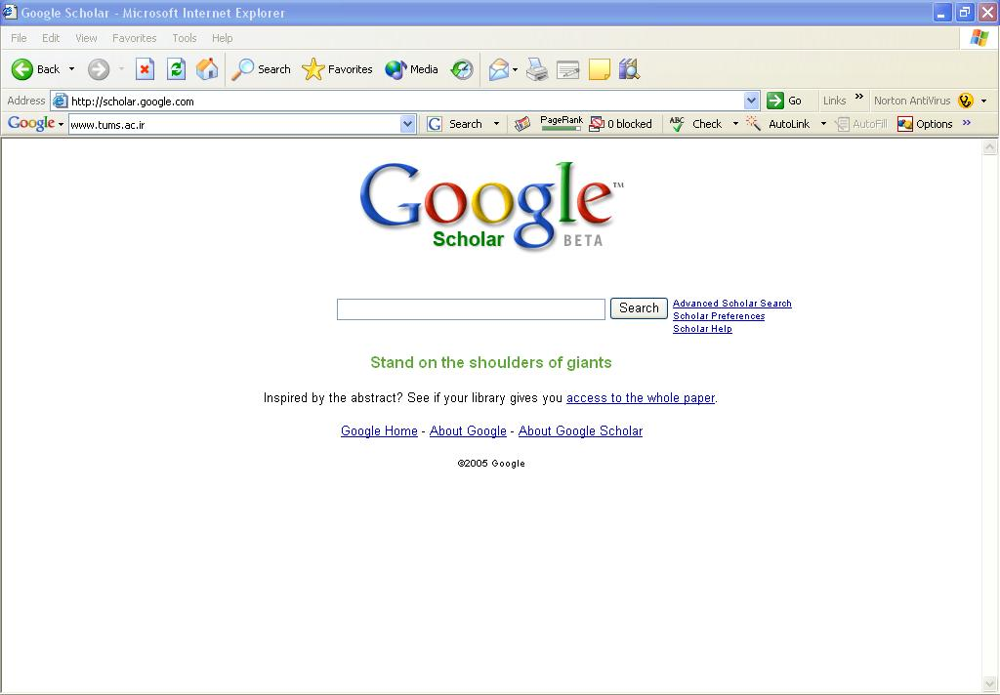 Google Scholar - Microsoft Internet Explorer
File Edit View Favorites Tools Help
Back Search Favorites Media
Address http://scholar.google.com Go Links » Norton AntiVirus
Google www.tums.ac.ir G Search PageRank 0 blocked ABC Check AutoLink AutoFill Options »
Google™
Scholar BETA
Search
Advanced Scholar Search
Scholar Preferences
Scholar Help
Stand on the shoulders of giants
Inspired by the abstract? See if your library gives you access to the whole paper.
Google Home - About Google - About Google Scholar
©2005 Google